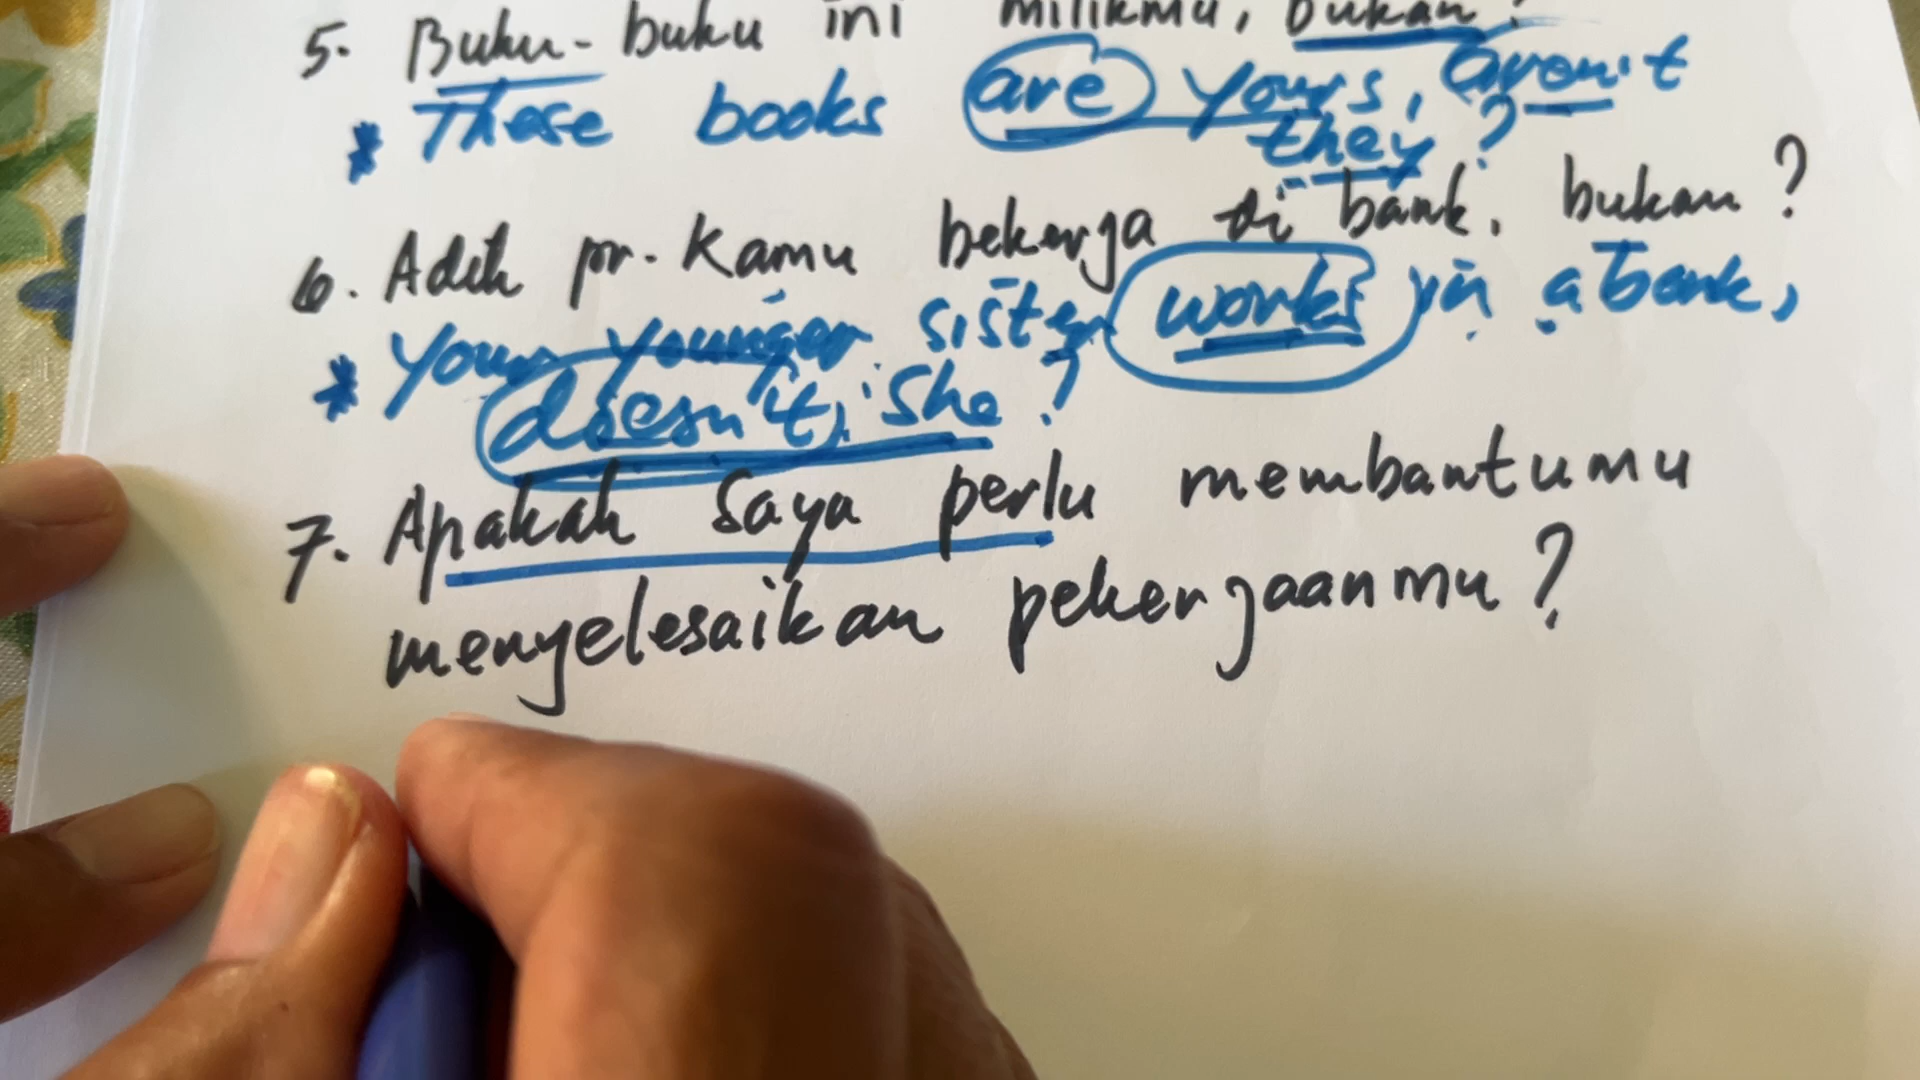 5. Buku-buku ini milikmu, bukan?
* These books are yours, aren't
they?
6. Adik pr. kamu bekerja di bank, bukan?
* Your younger sister works in a bank,
doesn't she?
7. Apakah saya perlu membantumu
menyelesaikan pekerjaanmu?